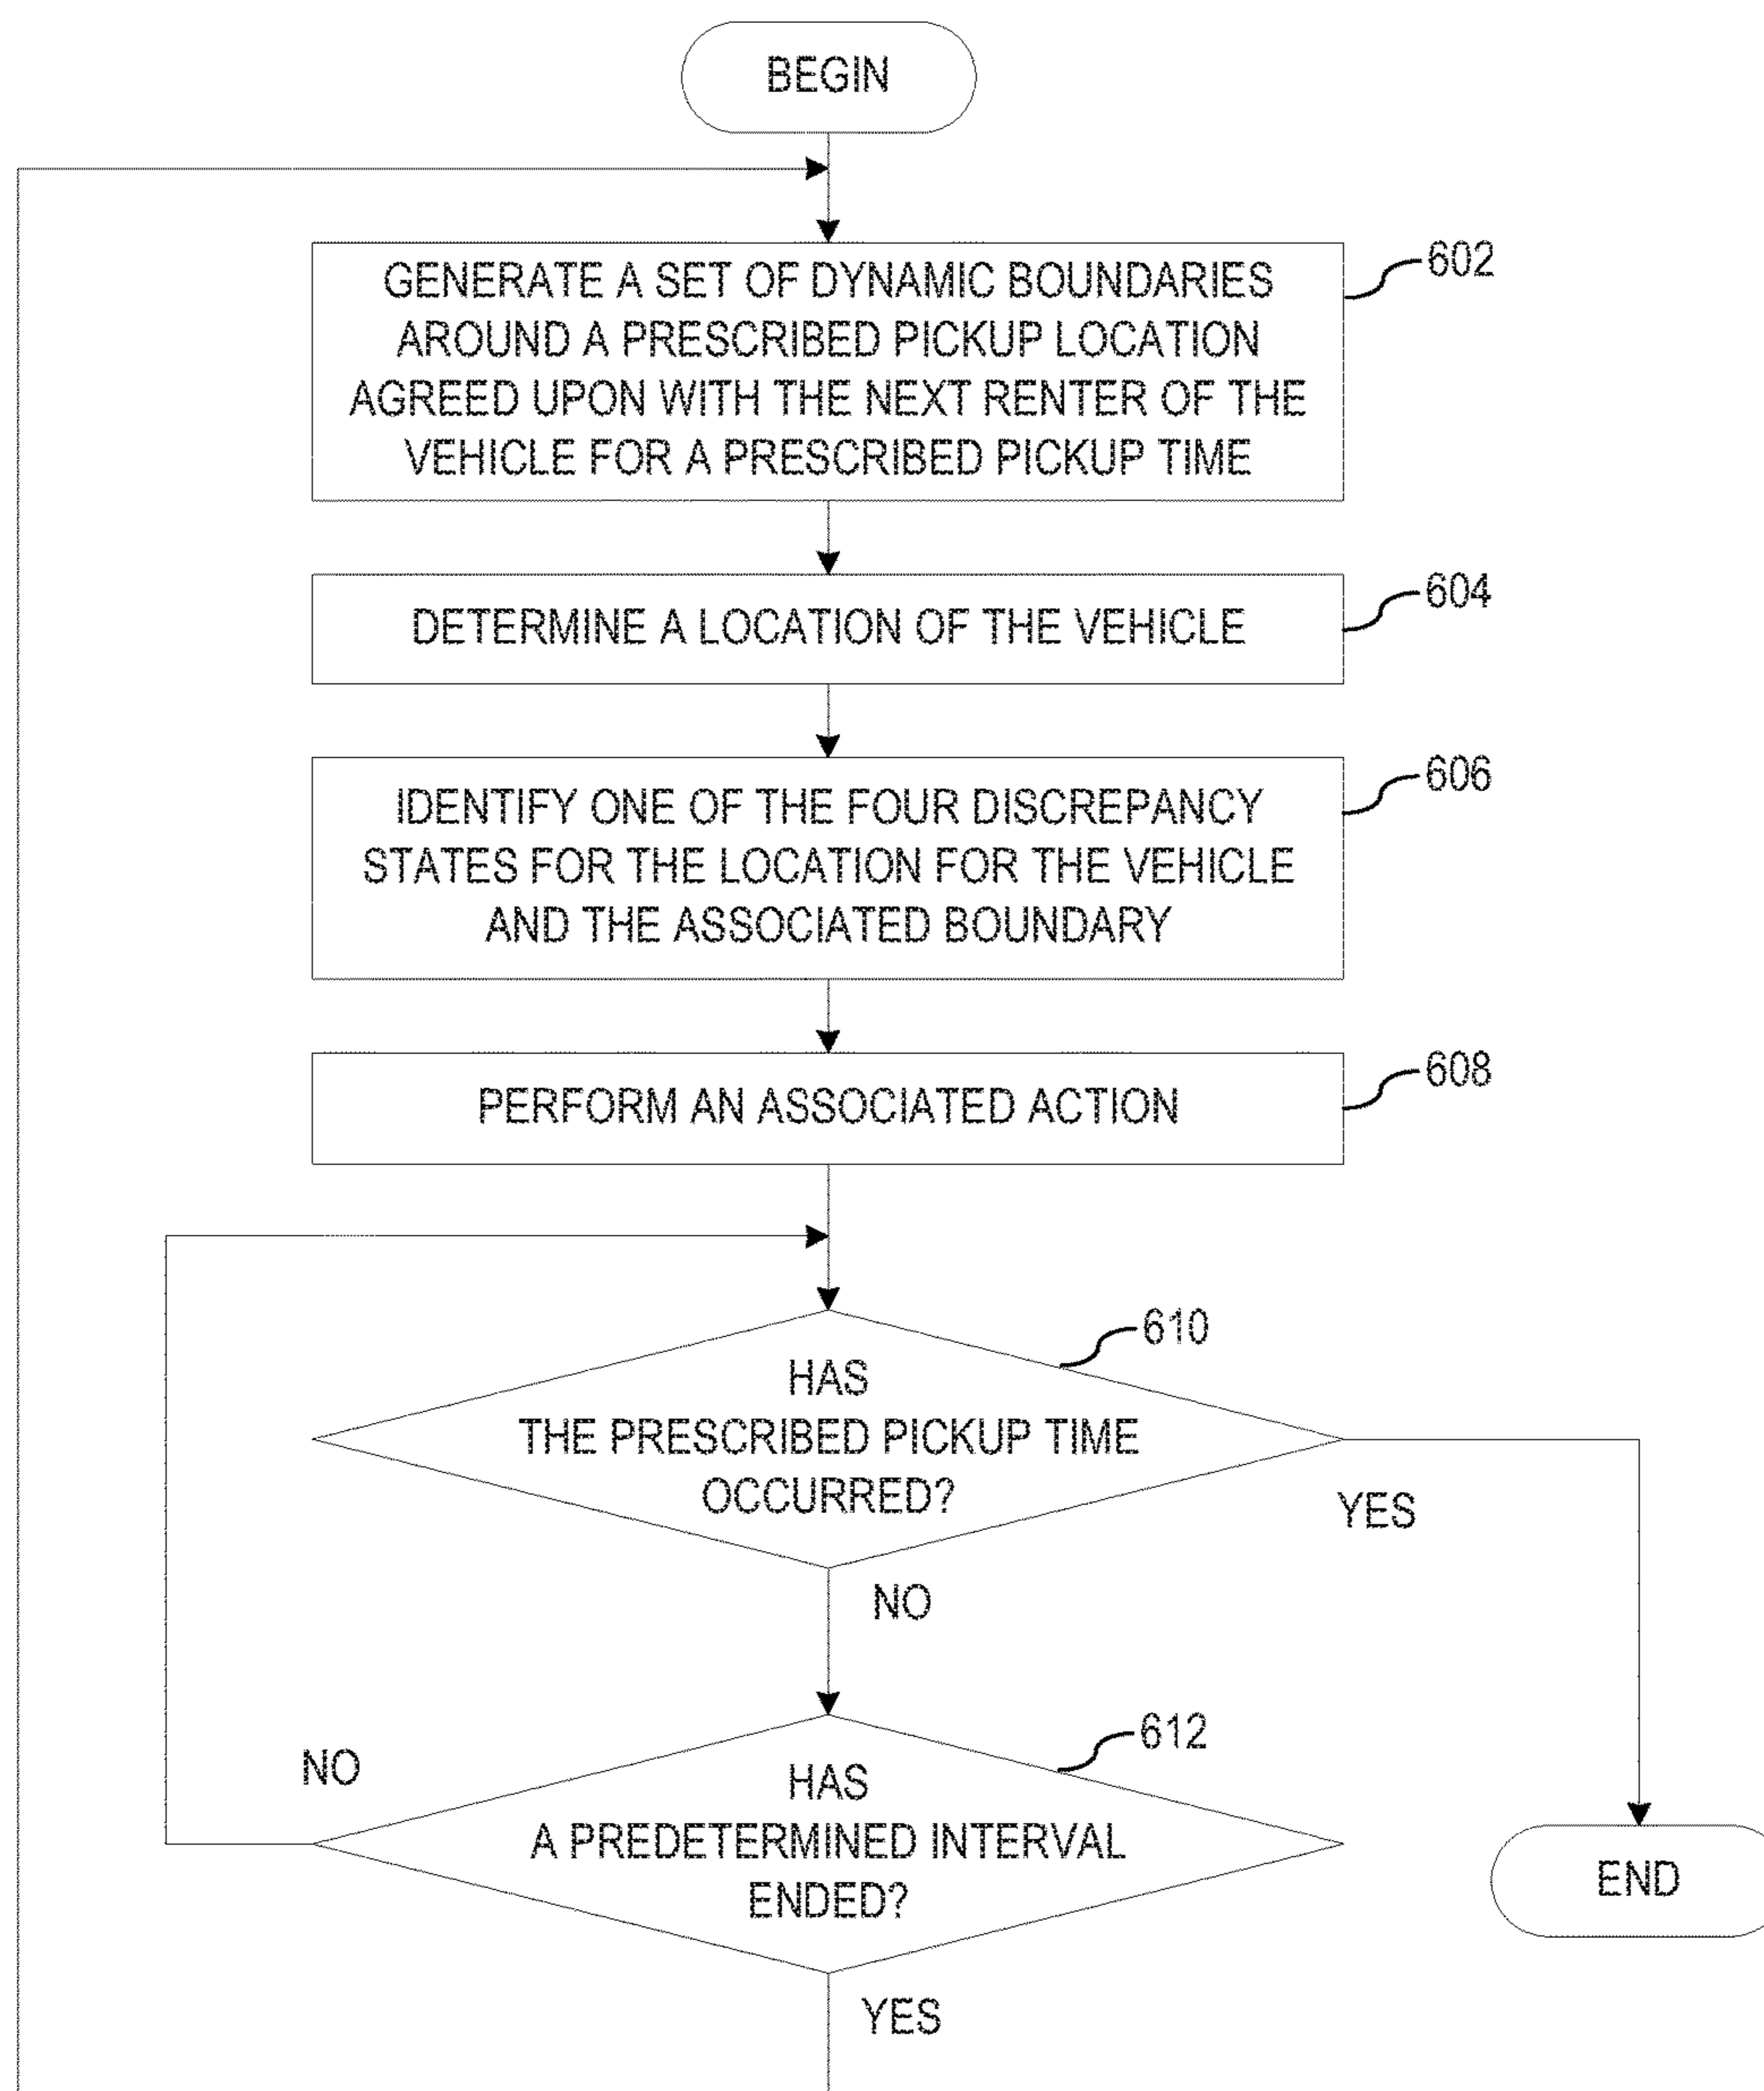 BEGIN
GENERATE A SET OF DYNAMIC BOUNDARIES
AROUND A PRESCRIBED PICKUP LOCATION
AGREED UPON WITH THE NEXT RENTER OF THE
VEHICLE FOR A PRESCRIBED PICKUP TIME
602
DETERMINE A LOCATION OF THE VEHICLE
604
IDENTIFY ONE OF THE FOUR DISCREPANCY
STATES FOR THE LOCATION FOR THE VEHICLE
AND THE ASSOCIATED BOUNDARY
606
PERFORM AN ASSOCIATED ACTION
608
HAS
THE PRESCRIBED PICKUP TIME
OCCURRED?
610
YES
NO
HAS
A PREDETERMINED INTERVAL
ENDED?
612
NO
YES
END